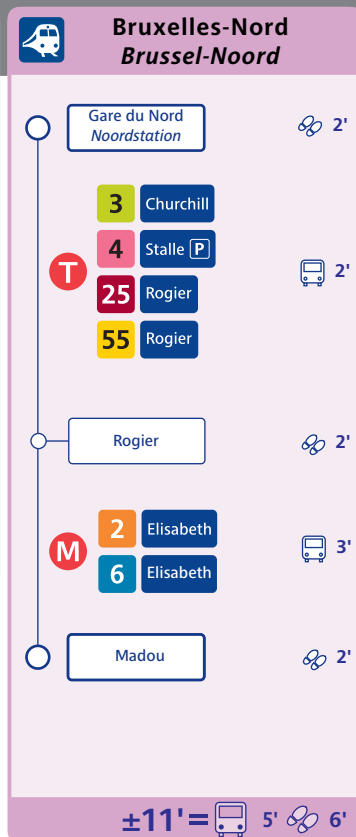 Bruxelles-Nord
Brussel-Noord
Gare du Nord
Noordstation
2'
3 Churchill
4 Stalle P
T
2'
25 Rogier
55 Rogier
Rogier
2'
2 Elisabeth
M
3'
6 Elisabeth
Madou
2'
±11'= 5' 6'